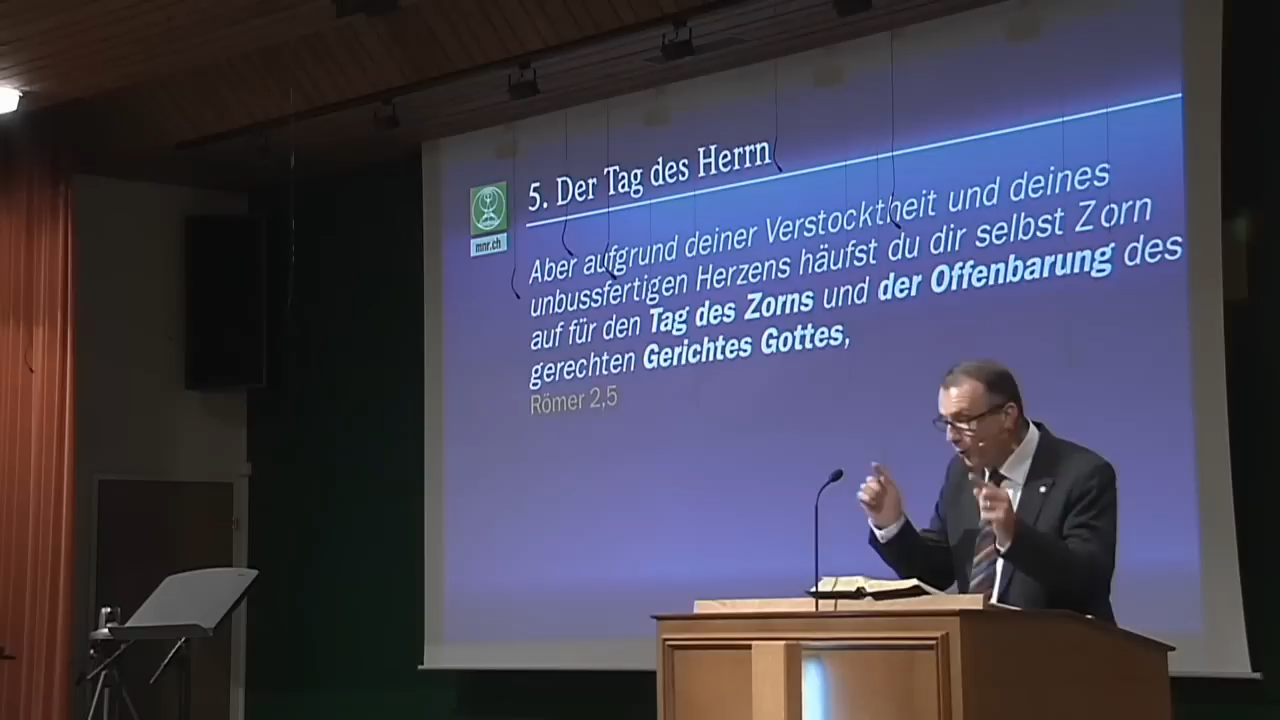 5. Der Tag des Herrn
mnr.ch
Aber aufgrund deiner Verstocktheit und deines
unbussfertigen Herzens häufst du dir selbst Zorn
auf für den Tag des Zorns und der Offenbarung des
gerechten Gerichtes Gottes,
Römer 2,5